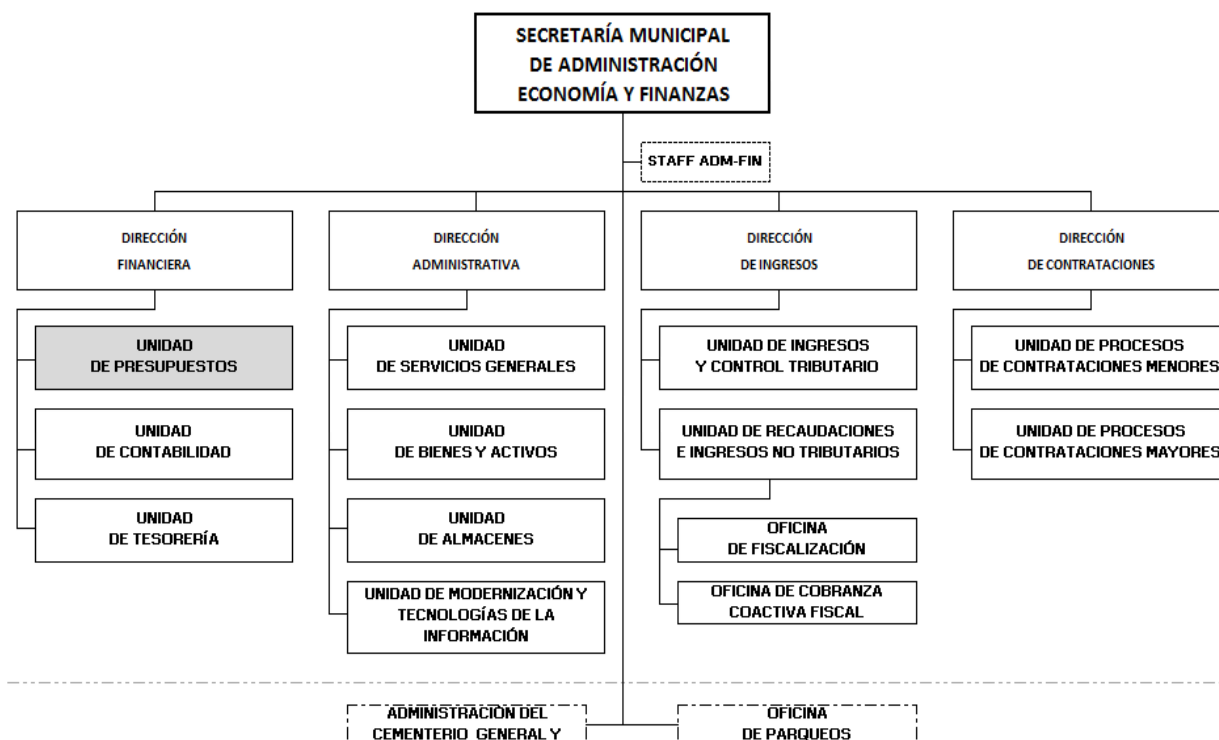 SECRETARÍA MUNICIPAL
DE ADMINISTRACIÓN
ECONOMÍA Y FINANZAS
STAFF ADM-FIN
DIRECCIÓN
FINANCIERA
DIRECCIÓN
ADMINISTRATIVA
DIRECCIÓN
DE INGRESOS
DIRECCIÓN
DE CONTRATACIONES
UNIDAD
DE PRESUPUESTOS
UNIDAD
DE SERVICIOS GENERALES
UNIDAD DE INGRESOS
Y CONTROL TRIBUTARIO
UNIDAD DE PROCESOS
DE CONTRATACIONES MENORES
UNIDAD
DE CONTABILIDAD
UNIDAD
DE BIENES Y ACTIVOS
UNIDAD DE RECAUDACIONES
E INGRESOS NO TRIBUTARIOS
UNIDAD DE PROCESOS
DE CONTRATACIONES MAYORES
UNIDAD
DE TESORERÍA
UNIDAD
DE ALMACENES
OFICINA
DE FISCALIZACIÓN
UNIDAD DE MODERNIZACIÓN Y
TECNOLOGÍAS DE LA
INFORMACIÓN
OFICINA DE COBRANZA
COACTIVA FISCAL
ADMINISTRACIÓN DEL
CEMENTERIO GENERAL Y
OFICINA
DE PARQUEOS